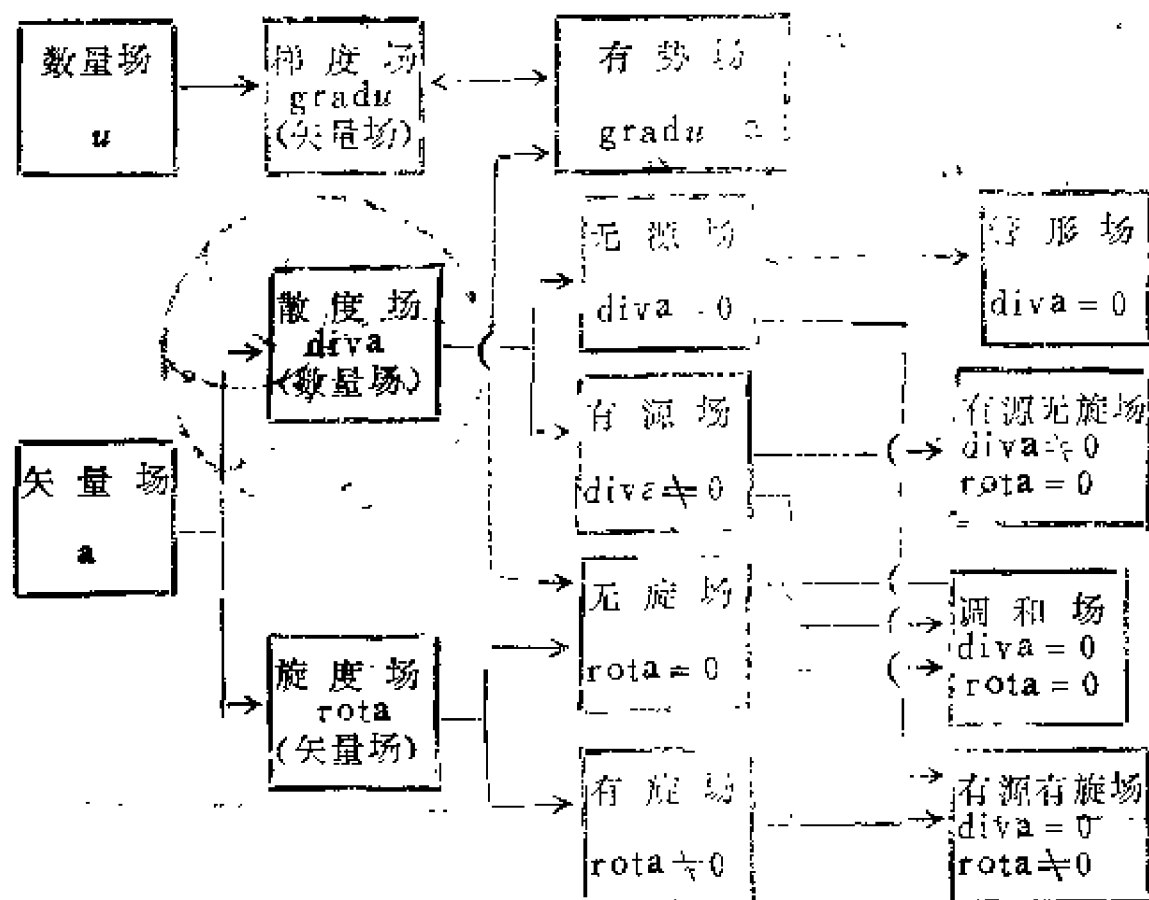 数量场
u
梯度场
gradu
(矢量场)
有势场
gradu =
无源场
diva = 0
管形场
diva = 0
散度场
diva
(数量场)
有源场
diva ≠ 0
有源无旋场
diva ≠ 0
rota = 0
矢量场
a
无旋场
rota = 0
调和场
diva = 0
rota = 0
旋度场
rota
(矢量场)
有旋场
rota ≠ 0
有源有旋场
diva = 0
rota ≠ 0